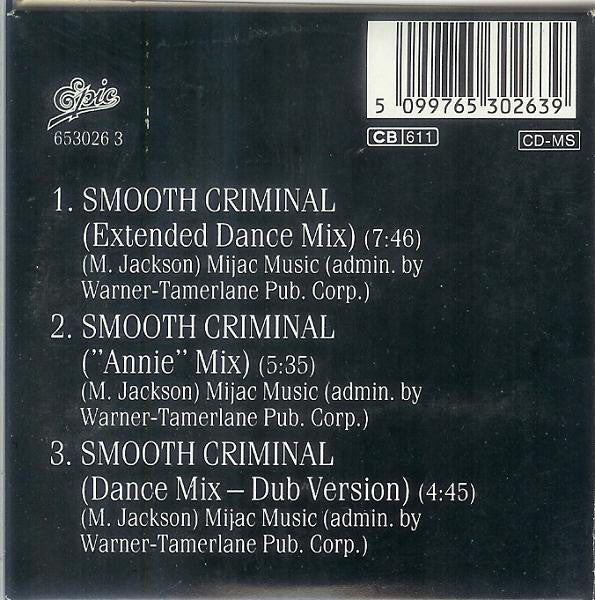 Epic
653026 3
5 099765 302639
CB 611
CD-MS
1. SMOOTH CRIMINAL
(Extended Dance Mix) (7:46)
(M. Jackson) Mijac Music (admin. by
Warner-Tamerlane Pub. Corp.)
2. SMOOTH CRIMINAL
("Annie" Mix) (5:35)
(M. Jackson) Mijac Music (admin. by
Warner-Tamerlane Pub. Corp.)
3. SMOOTH CRIMINAL
(Dance Mix – Dub Version) (4:45)
(M. Jackson) Mijac Music (admin. by
Warner-Tamerlane Pub. Corp.)